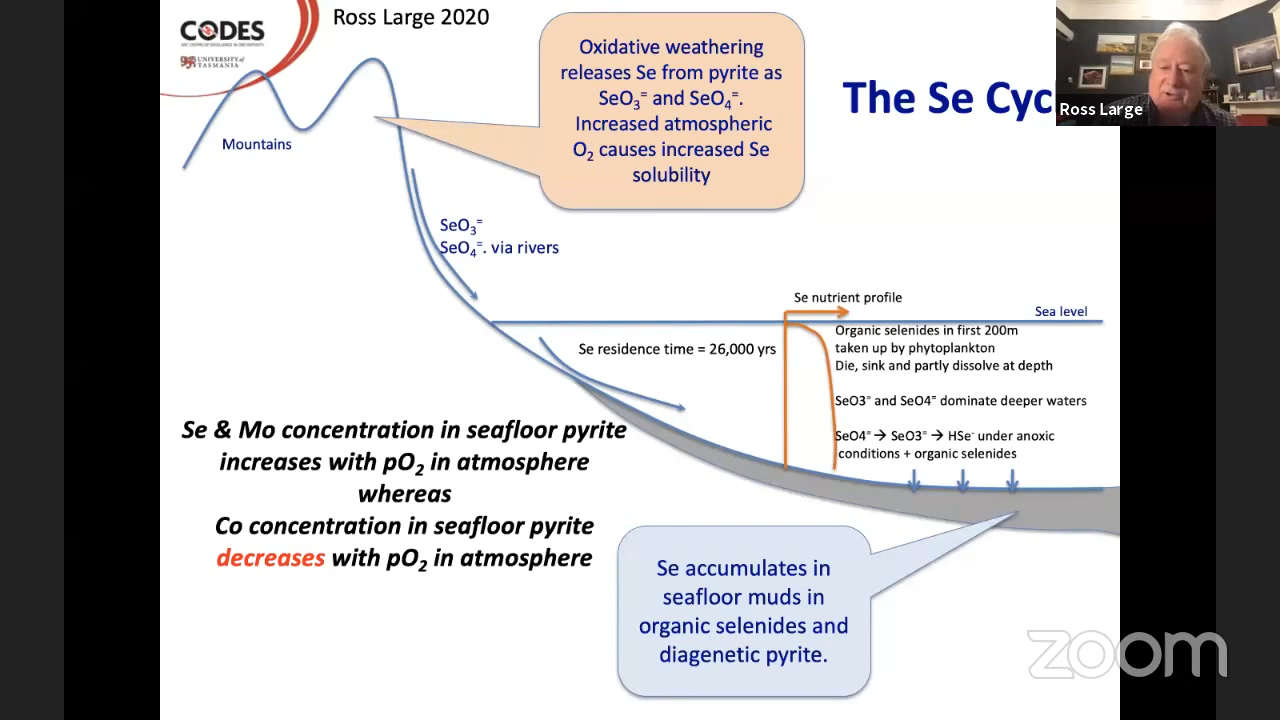 CODES
UNIVERSITY of
TASMANIA
Ross Large 2020
Oxidative weathering
releases Se from pyrite as
SeO₃⁼ and SeO₄⁼.
Increased atmospheric
O₂ causes increased Se
solubility
The Se Cyc
Ross Large
Mountains
SeO₃⁼
SeO₄⁼. via rivers
Se nutrient profile
Sea level
Se residence time = 26,000 yrs
Organic selenides in first 200m
taken up by phytoplankton
Die, sink and partly dissolve at depth
SeO3⁼ and SeO4⁼ dominate deeper waters
SeO4⁼ → SeO3⁼ → HSe⁻ under anoxic
conditions + organic selenides
Se & Mo concentration in seafloor pyrite
increases with pO₂ in atmosphere
whereas
Co concentration in seafloor pyrite
decreases with pO₂ in atmosphere
Se accumulates in
seafloor muds in
organic selenides and
diagenetic pyrite.
zoom